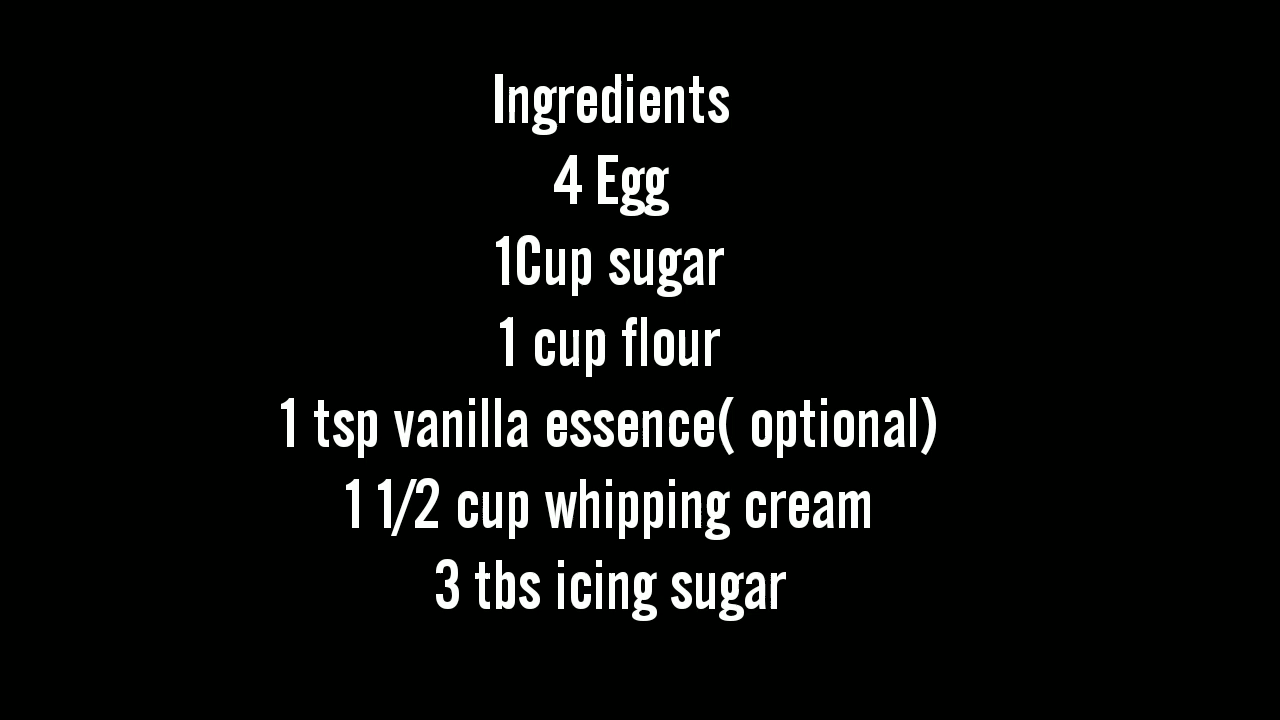 Ingredients
4 Egg
1Cup sugar
1 cup flour
1 tsp vanilla essence( optional)
1 1/2 cup whipping cream
3 tbs icing sugar